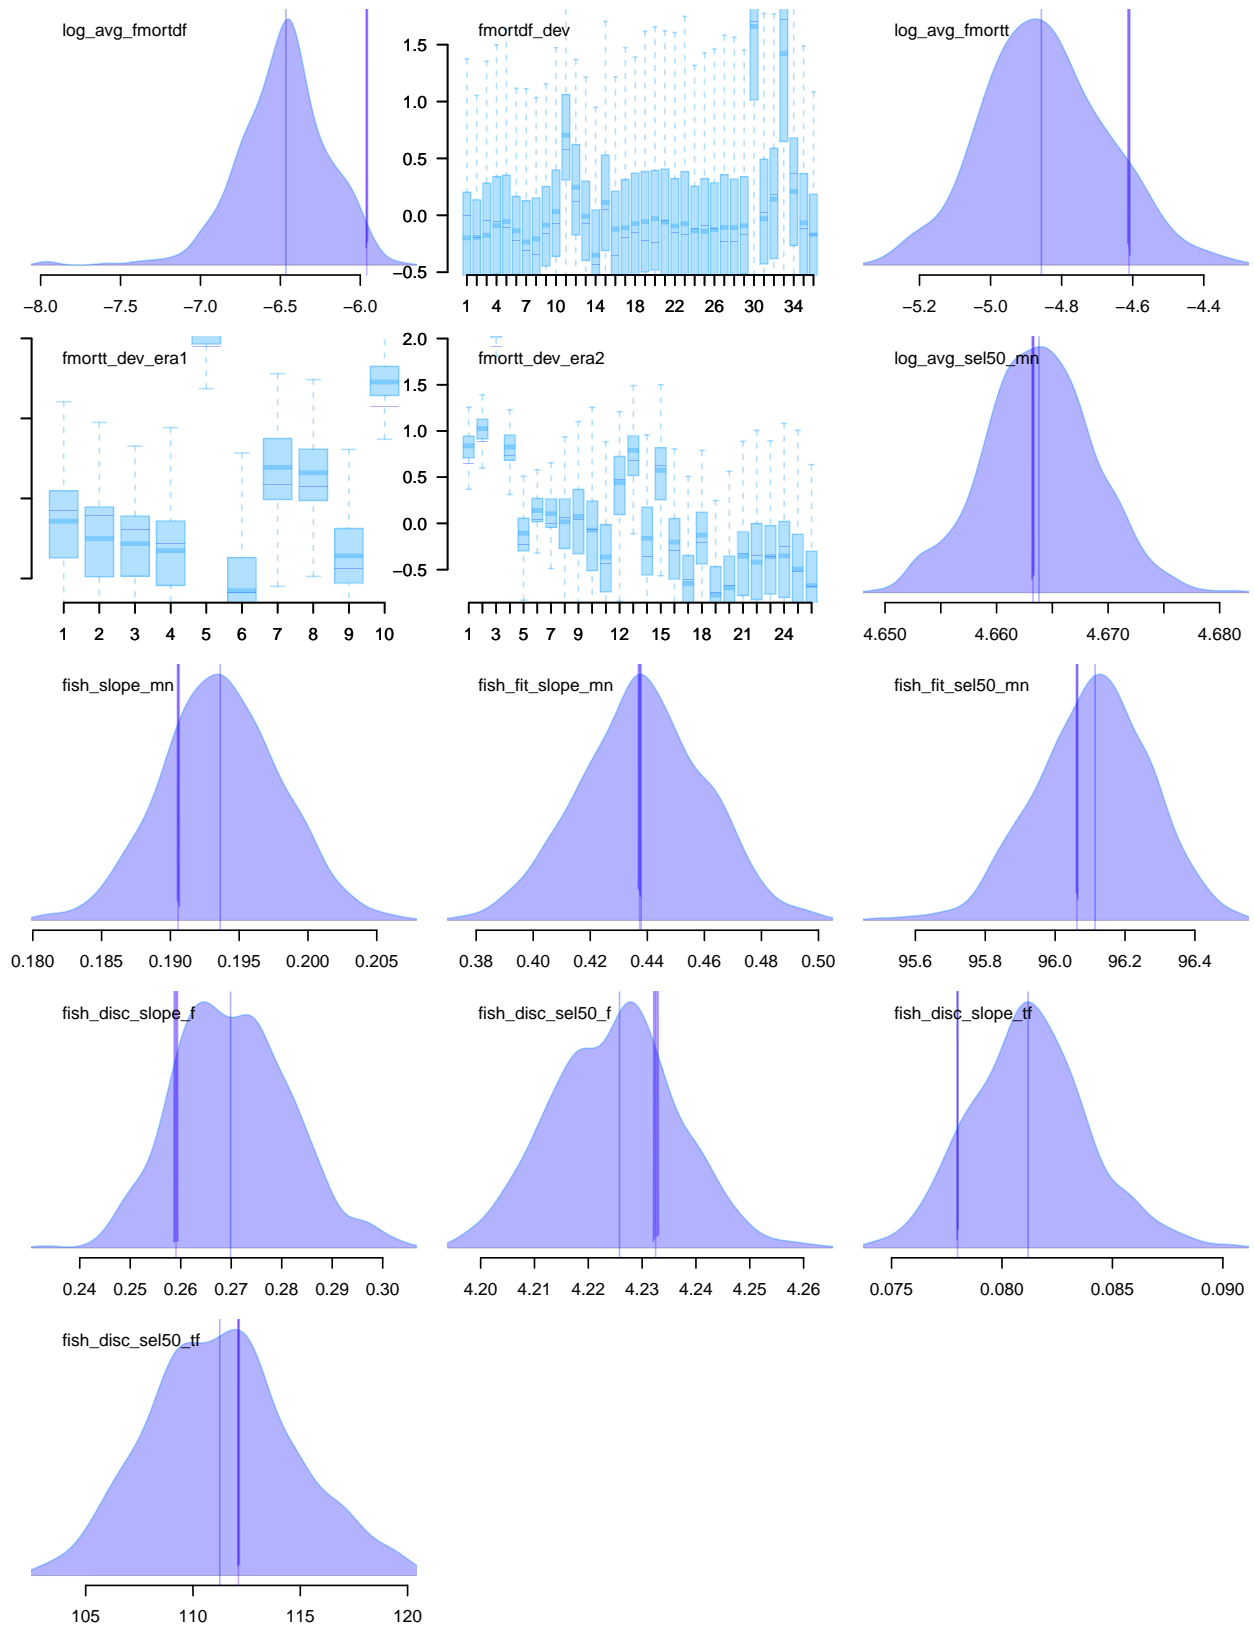 log_avg_fmortdf
−8.0 −7.5 −7.0 −6.5 −6.0
fmortdf_dev
1.5
1.0
0.5
0.0
−0.5
1 4 7 10 14 18 22 26 30 34
log_avg_fmortt
−5.2 −5.0 −4.8 −4.6 −4.4
fmortt_dev_era1
1 2 3 4 5 6 7 8 9 10
fmortt_dev_era2
2.0
1.5
1.0
0.5
0.0
−0.5
1 3 5 7 9 12 15 18 21 24
log_avg_sel50_mn
4.650 4.660 4.670 4.680
fish_slope_mn
0.180 0.185 0.190 0.195 0.200 0.205
fish_fit_slope_mn
0.38 0.40 0.42 0.44 0.46 0.48 0.50
fish_fit_sel50_mn
95.6 95.8 96.0 96.2 96.4
fish_disc_slope_f
0.24 0.25 0.26 0.27 0.28 0.29 0.30
fish_disc_sel50_f
4.20 4.21 4.22 4.23 4.24 4.25 4.26
fish_disc_slope_tf
0.075 0.080 0.085 0.090
fish_disc_sel50_tf
105 110 115 120